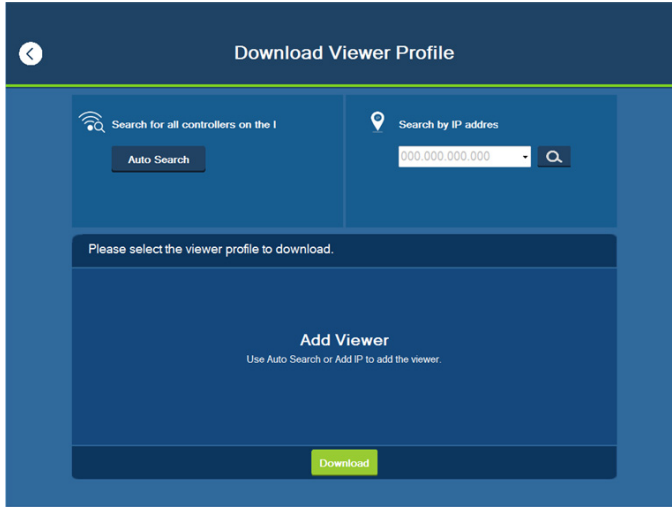 Download Viewer Profile
Search for all controllers on the l
Auto Search
Search by IP addres
000.000.000.000
Please select the viewer profile to download.
Add Viewer
Use Auto Search or Add IP to add the viewer.
Download